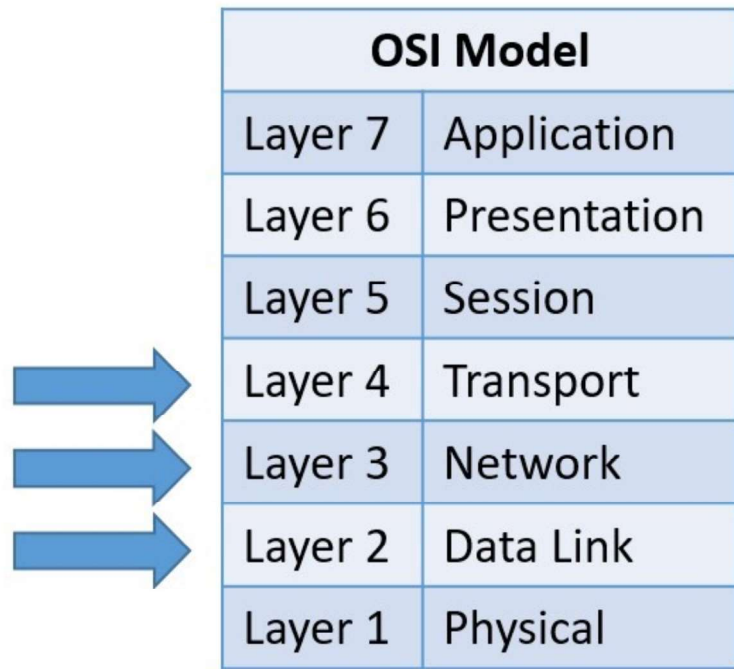 OSI Model
Layer 7 Application
Layer 6 Presentation
Layer 5 Session
Layer 4 Transport
Layer 3 Network
Layer 2 Data Link
Layer 1 Physical